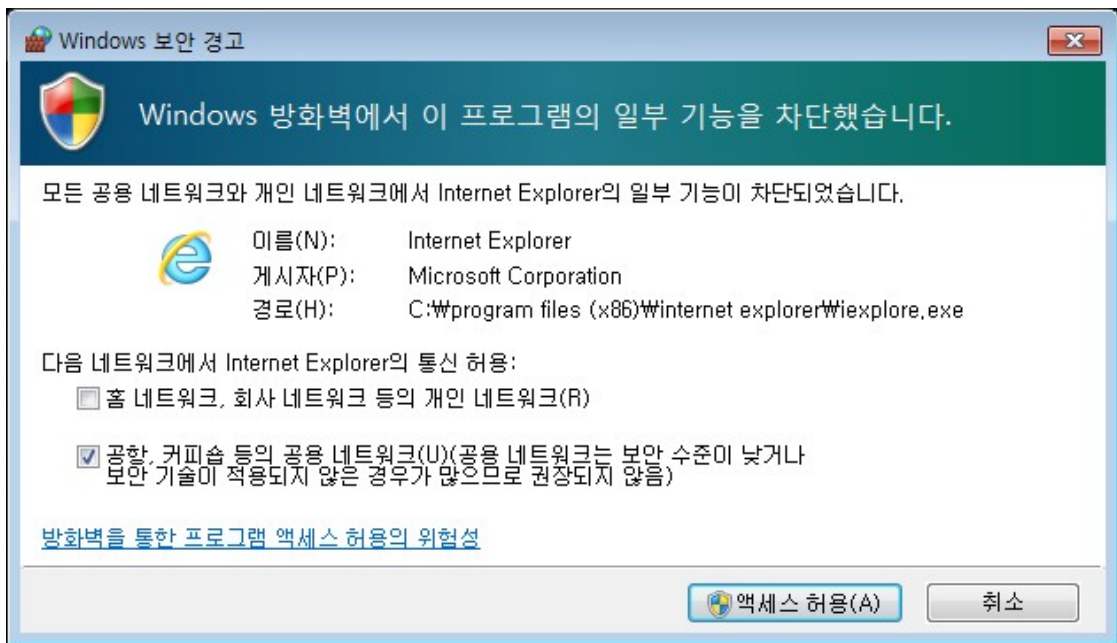 Windows 보안 경고
Windows 방화벽에서 이 프로그램의 일부 기능을 차단했습니다.
모든 공용 네트워크와 개인 네트워크에서 Internet Explorer의 일부 기능이 차단되었습니다.
이름(N): Internet Explorer
게시자(P): Microsoft Corporation
경로(H): C:₩program files (x86)₩internet explorer₩iexplore.exe
다음 네트워크에서 Internet Explorer의 통신 허용:
홈 네트워크, 회사 네트워크 등의 개인 네트워크(R)
공항, 커피숍 등의 공용 네트워크(U)(공용 네트워크는 보안 수준이 낮거나
보안 기술이 적용되지 않은 경우가 많으므로 권장되지 않음)
방화벽을 통한 프로그램 액세스 허용의 위험성
액세스 허용(A)
취소